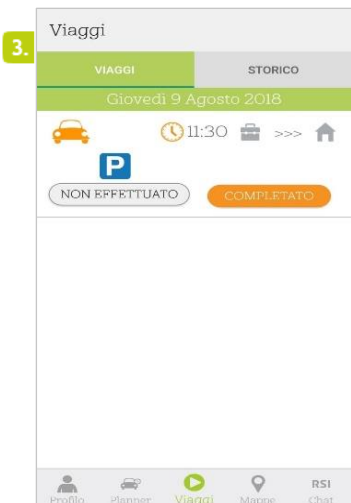 3.
Viaggi
VIAGGI STORICO
Giovedì 9 Agosto 2018
11:30 >>>
P
NON EFFETTUATO COMPLETATO
RSI
Profilo Planner Viaggi Mappe Chat